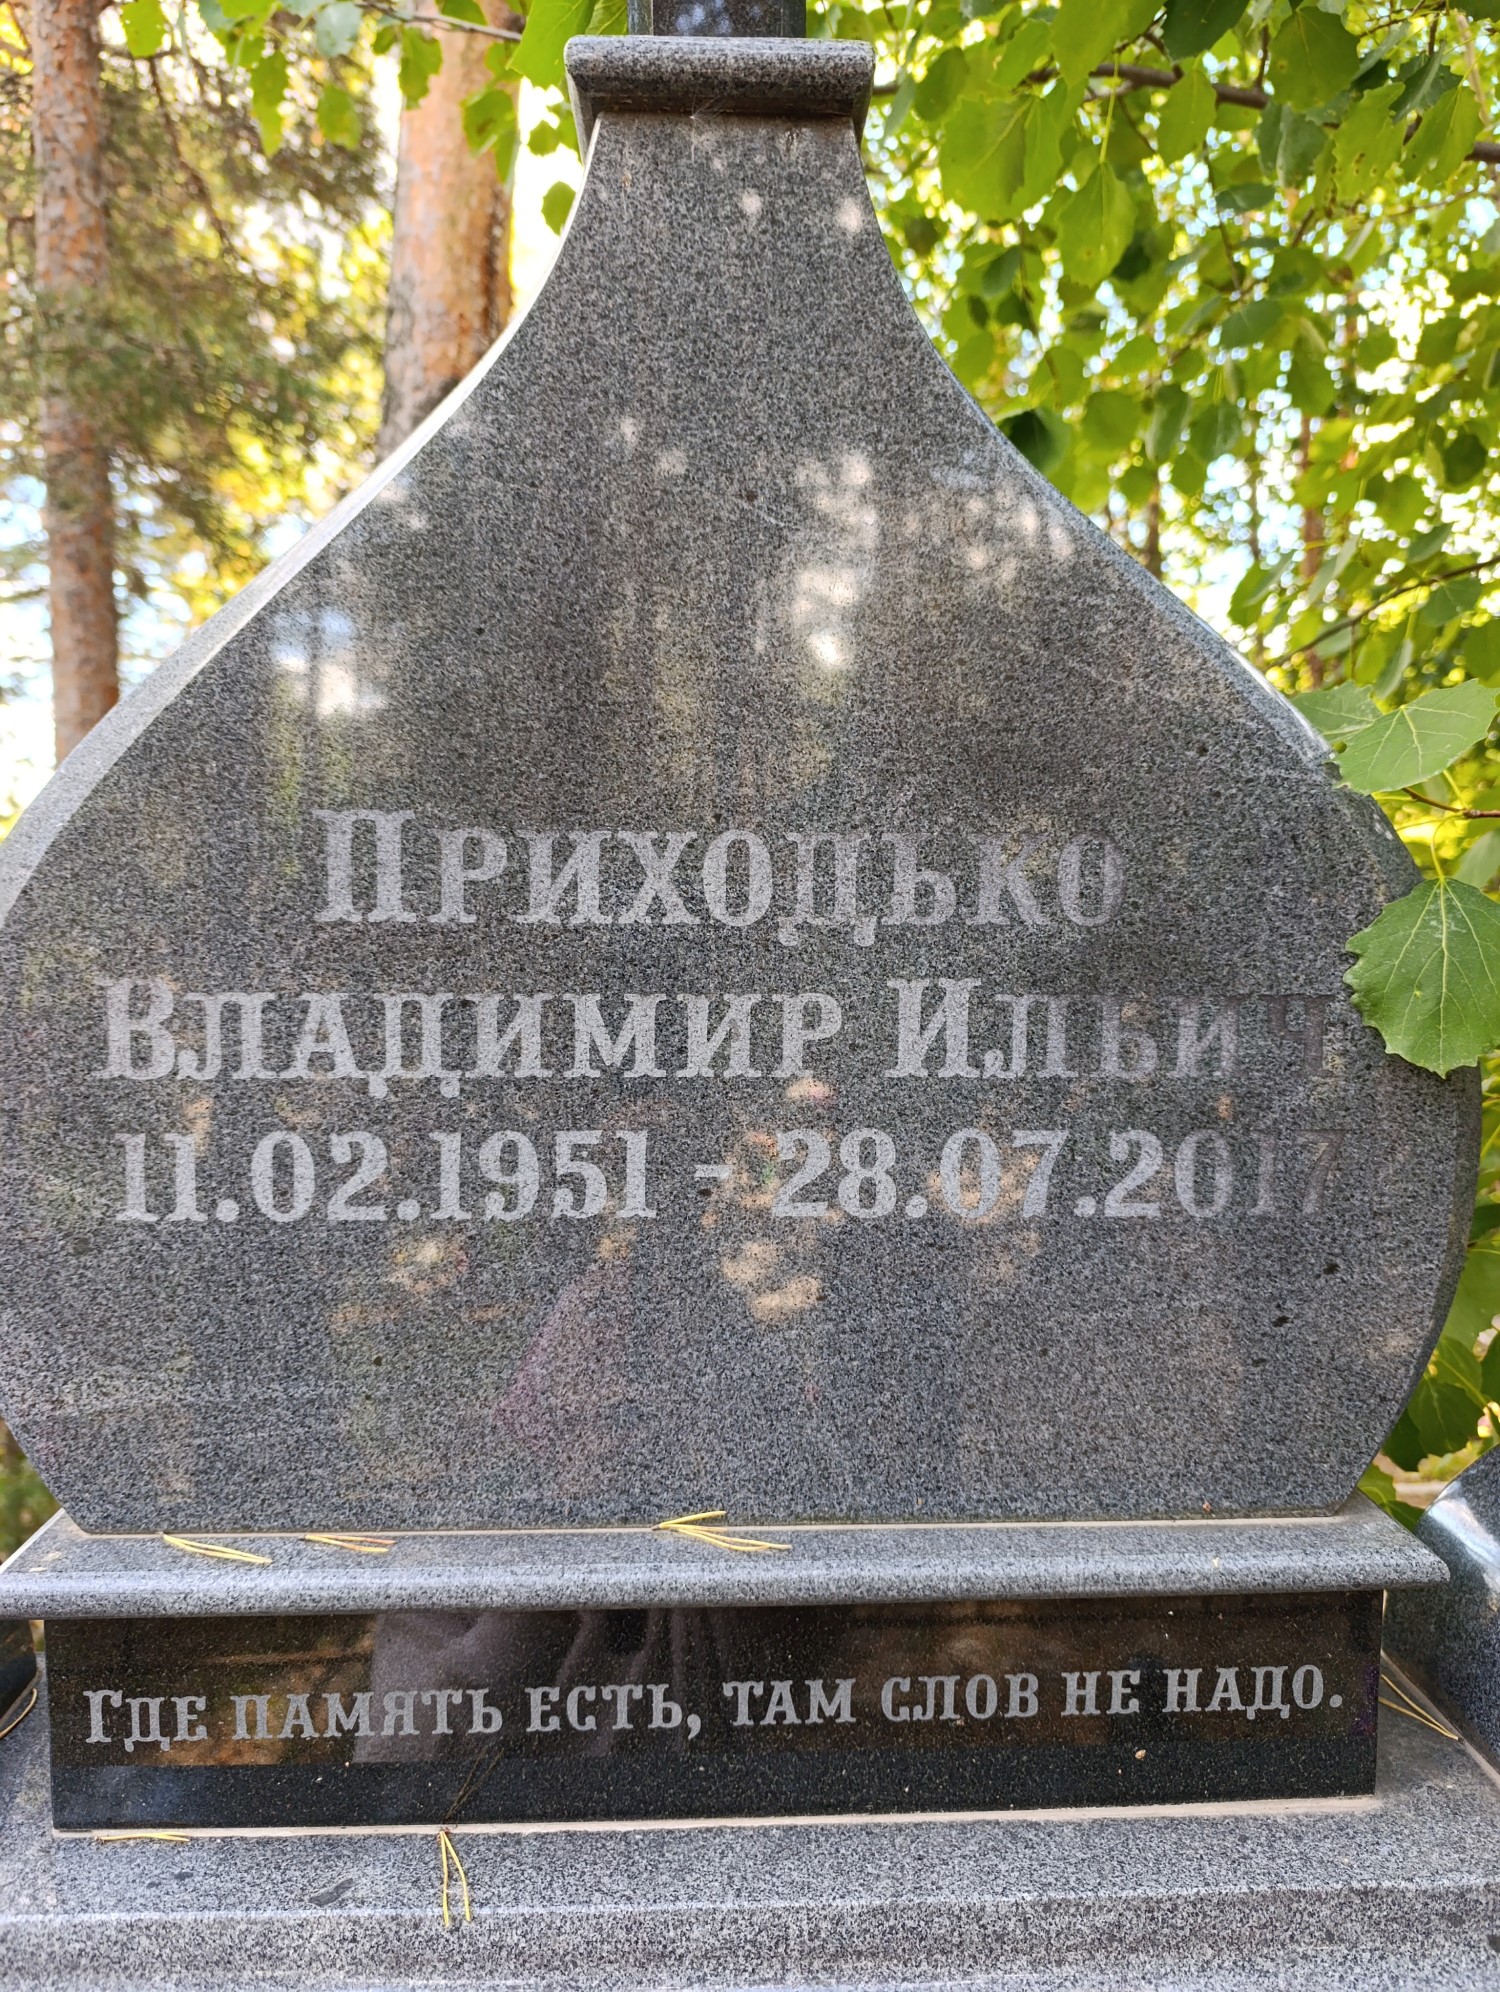 Приходько
Владимир Ильич
11.02.1951 - 28.07.2017
Где память есть, там слов не надо.